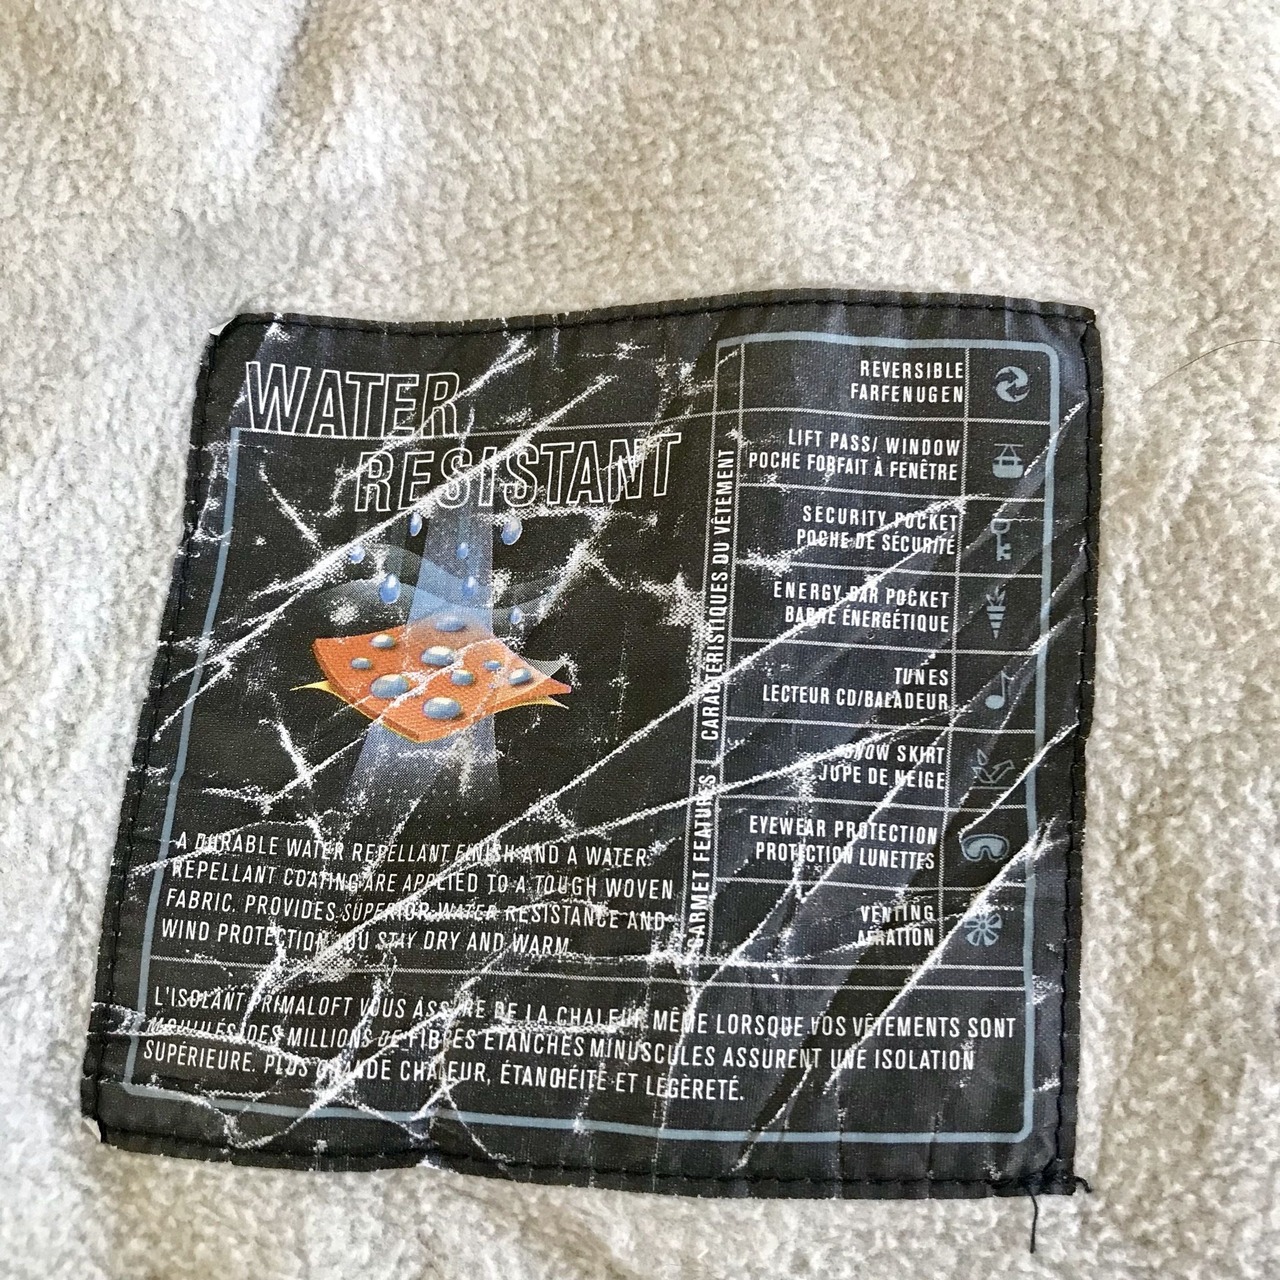 WATER
RESISTANT
A DURABLE WATER REPELLANT FINISH AND A WATER
REPELLANT COATING ARE APPLIED TO A TOUGH WOVEN
FABRIC. PROVIDES SUPERIOR WATER RESISTANCE AND
WIND PROTECTION. YOU STAY DRY AND WARM.
GARMET FEATURES / CARACTÉRISTIQUES DU VÊTEMENT
REVERSIBLE
FARFENUGEN
LIFT PASS/ WINDOW
POCHE FORFAIT À FENÊTRE
SECURITY POCKET
POCHE DE SÉCURITÉ
ENERGY BAR POCKET
BARRE ÉNERGÉTIQUE
TUNES
LECTEUR CD/BALADEUR
SNOW SKIRT
JUPE DE NEIGE
EYEWEAR PROTECTION
PROTECTION LUNETTES
VENTING
AÉRATION
L'ISOLANT PRIMALOFT VOUS ASSURE DE LA CHALEUR MÊME LORSQUE VOS VÊTEMENTS SONT
MOUILLÉS DES MILLIONS DE FIBRES ÉTANCHES MINUSCULES ASSURENT UNE ISOLATION
SUPÉRIEURE. PLUS GRANDE CHALEUR, ÉTANCHÉITÉ ET LÉGÈRETÉ.